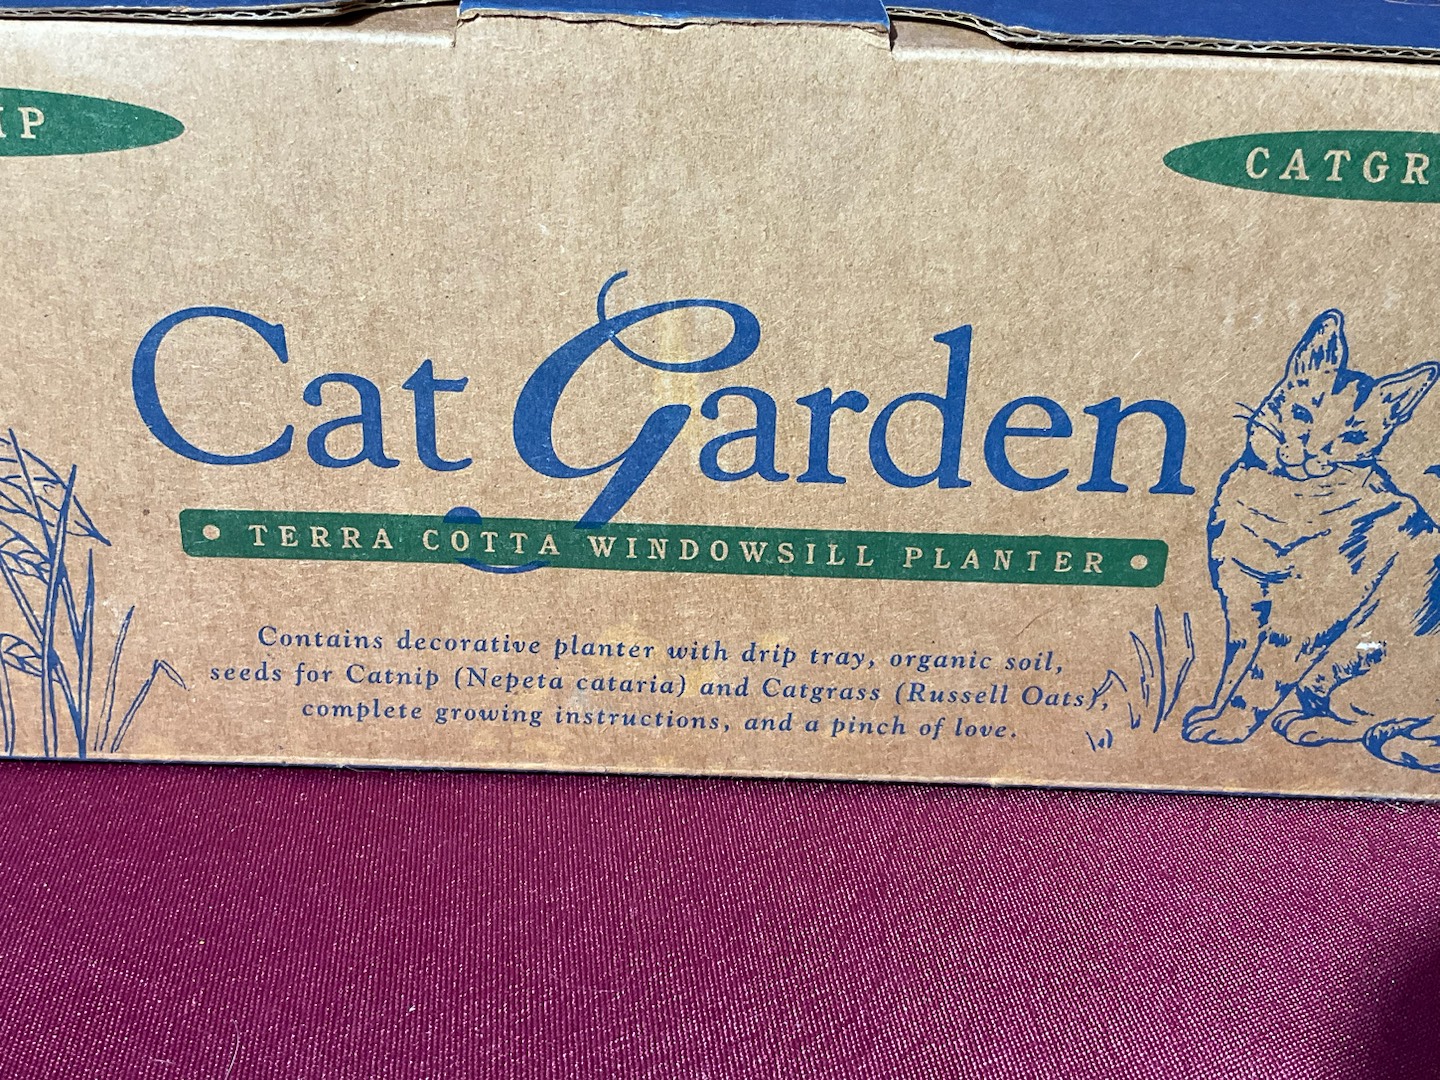 IP
CATGR
Cat Garden
• TERRA COTTA WINDOWSILL PLANTER •
Contains decorative planter with drip tray, organic soil,
seeds for Catnip (Nepeta cataria) and Catgrass (Russell Oats),
complete growing instructions, and a pinch of love.